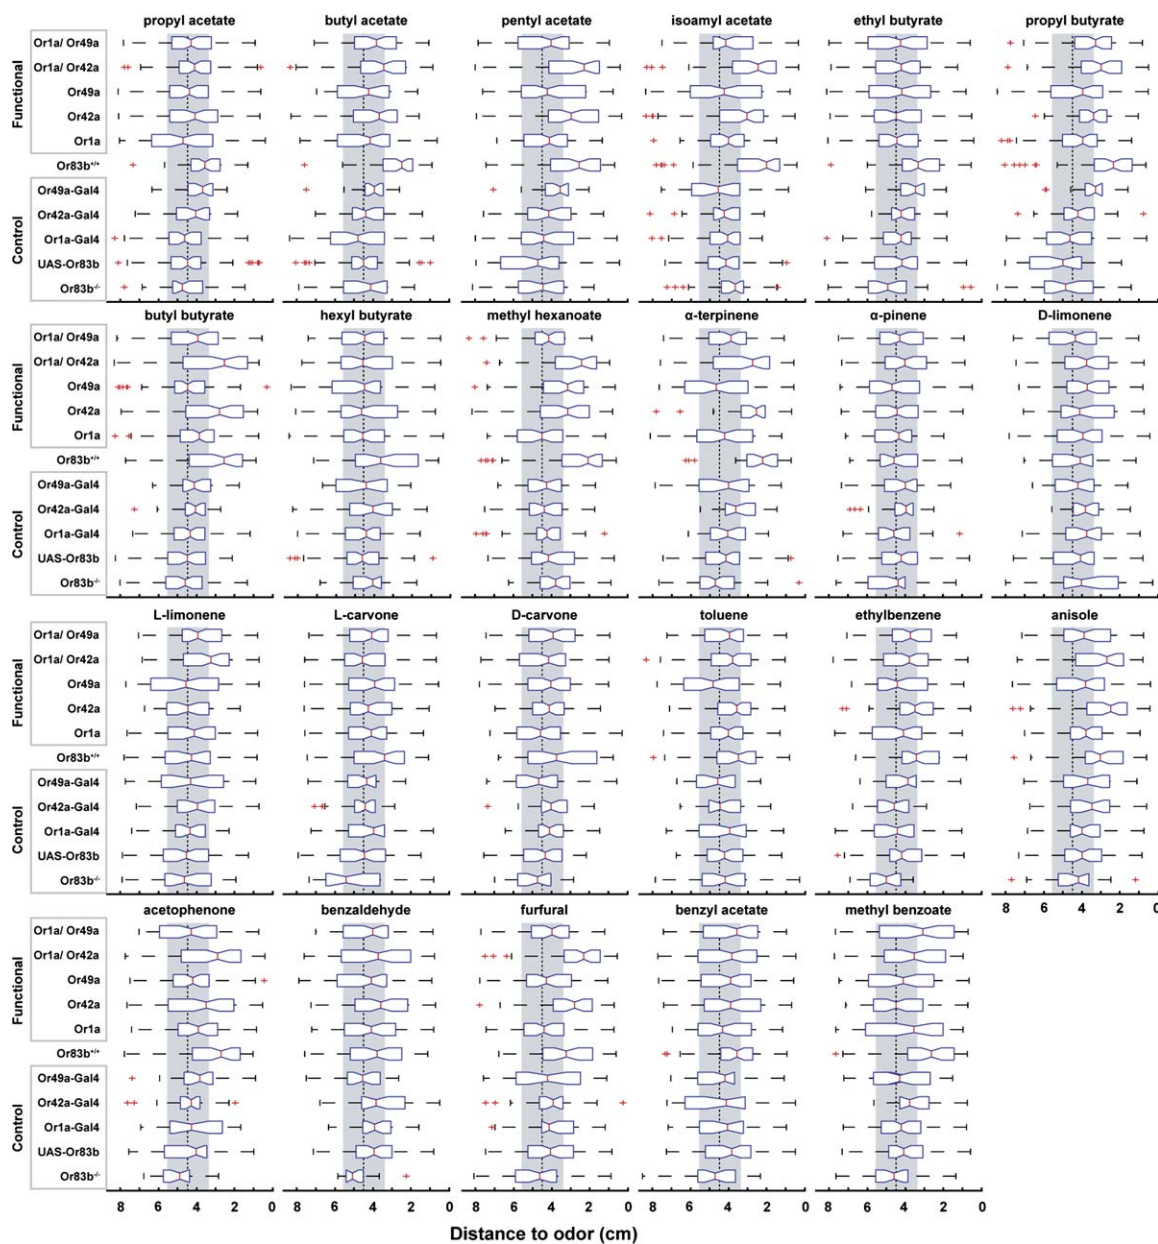 propyl acetate butyl acetate pentyl acetate isoamyl acetate ethyl butyrate propyl butyrate
Functional
Or1a/ Or49a
Or1a/ Or42a
Or49a
Or42a
Or1a
Or83b+/+
Control
Or49a-Gal4
Or42a-Gal4
Or1a-Gal4
UAS-Or83b
Or83b-/-
8 6 4 2 0
butyl butyrate hexyl butyrate methyl hexanoate α-terpinene α-pinene D-limonene
Functional
Or1a/ Or49a
Or1a/ Or42a
Or49a
Or42a
Or1a
Or83b+/+
Control
Or49a-Gal4
Or42a-Gal4
Or1a-Gal4
UAS-Or83b
Or83b-/-
L-limonene L-carvone D-carvone toluene ethylbenzene anisole
Functional
Or1a/ Or49a
Or1a/ Or42a
Or49a
Or42a
Or1a
Or83b+/+
Control
Or49a-Gal4
Or42a-Gal4
Or1a-Gal4
UAS-Or83b
Or83b-/-
8 6 4 2 0
acetophenone benzaldehyde furfural benzyl acetate methyl benzoate
Functional
Or1a/ Or49a
Or1a/ Or42a
Or49a
Or42a
Or1a
Or83b+/+
Control
Or49a-Gal4
Or42a-Gal4
Or1a-Gal4
UAS-Or83b
Or83b-/-
8 6 4 2 0 8 6 4 2 0 8 6 4 2 0 8 6 4 2 0 8 6 4 2 0
Distance to odor (cm)